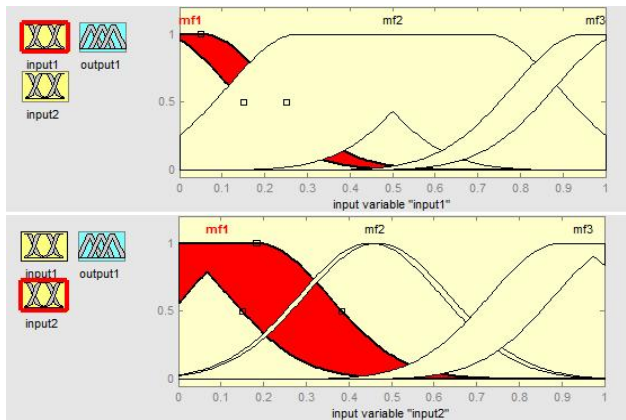 mf1 mf2 mf3
1
0.5
0
input1 output1
input2
0 0.1 0.2 0.3 0.4 0.5 0.6 0.7 0.8 0.9 1
input variable "input1"
mf1 mf2 mf3
1
0.5
0
input1 output1
input2
0 0.1 0.2 0.3 0.4 0.5 0.6 0.7 0.8 0.9 1
input variable "input2"